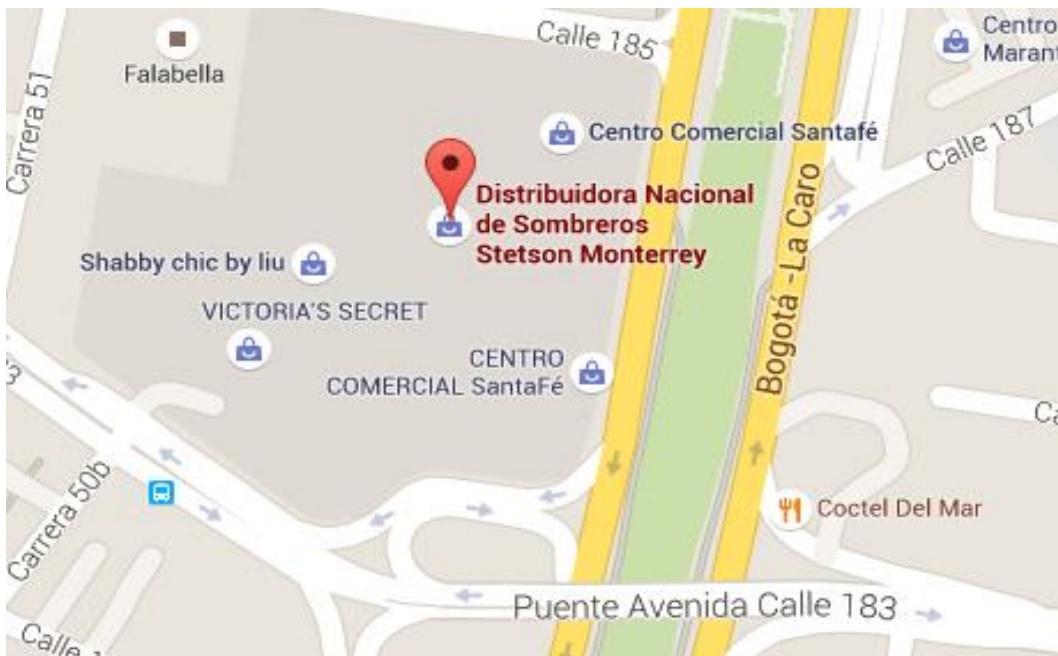 Calle 185
Centro
Marant
Falabella
Carrera 51
Centro Comercial Santafé
Calle 187
Distribuidora Nacional
de Sombreros
Stetson Monterrey
Shabby chic by liu
VICTORIA'S SECRET
Bogotá -La Caro
CENTRO
COMERCIAL SantaFé
Carrera 50b
Coctel Del Mar
Puente Avenida Calle 183
Calle